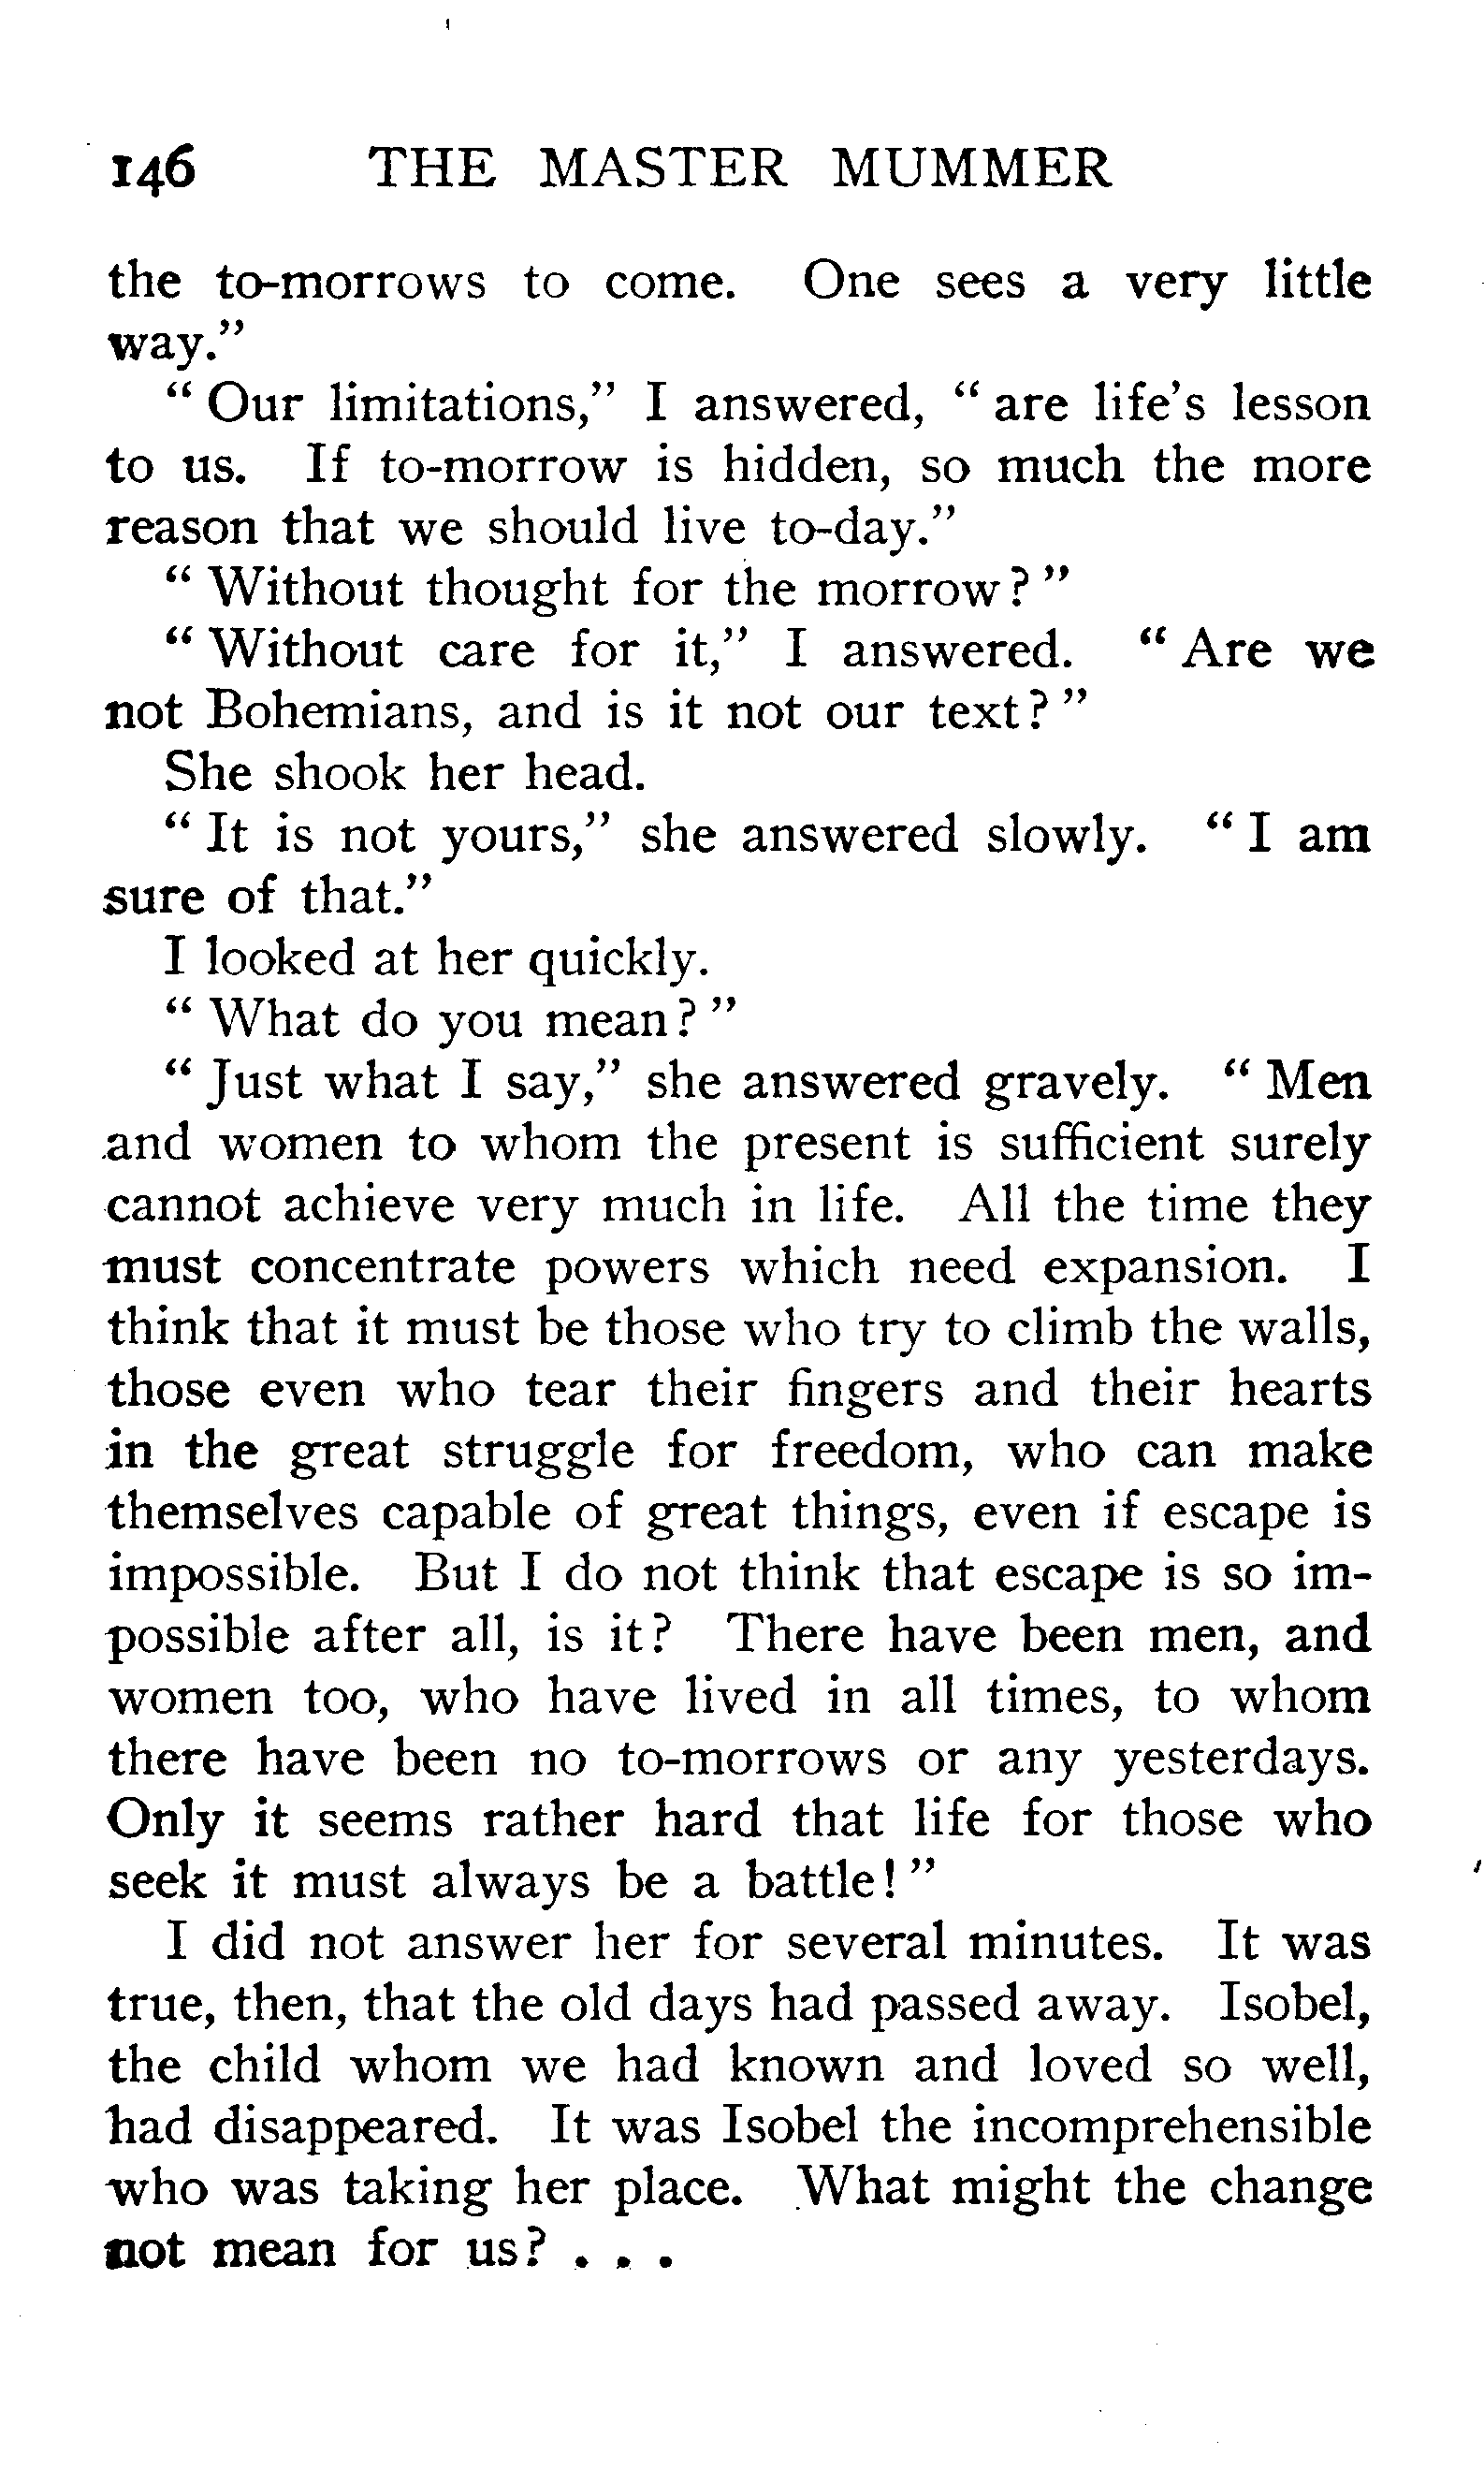 146 THE MASTER MUMMER
the to-morrows to come. One sees a very little
way."
" Our limitations," I answered, " are life's lesson
to us. If to-morrow is hidden, so much the more
reason that we should live to-day."
" Without thought for the morrow? "
" Without care for it," I answered. " Are we
not Bohemians, and is it not our text? "
She shook her head.
" It is not yours," she answered slowly. " I am
sure of that."
I looked at her quickly.
" What do you mean? "
" Just what I say," she answered gravely. " Men
and women to whom the present is sufficient surely
cannot achieve very much in life. All the time they
must concentrate powers which need expansion. I
think that it must be those who try to climb the walls,
those even who tear their fingers and their hearts
in the great struggle for freedom, who can make
themselves capable of great things, even if escape is
impossible. But I do not think that escape is so im-
possible after all, is it? There have been men, and
women too, who have lived in all times, to whom
there have been no to-morrows or any yesterdays.
Only it seems rather hard that life for those who
seek it must always be a battle! "
I did not answer her for several minutes. It was
true, then, that the old days had passed away. Isobel,
the child whom we had known and loved so well,
had disappeared. It was Isobel the incomprehensible
who was taking her place. What might the change
not mean for us? . . .